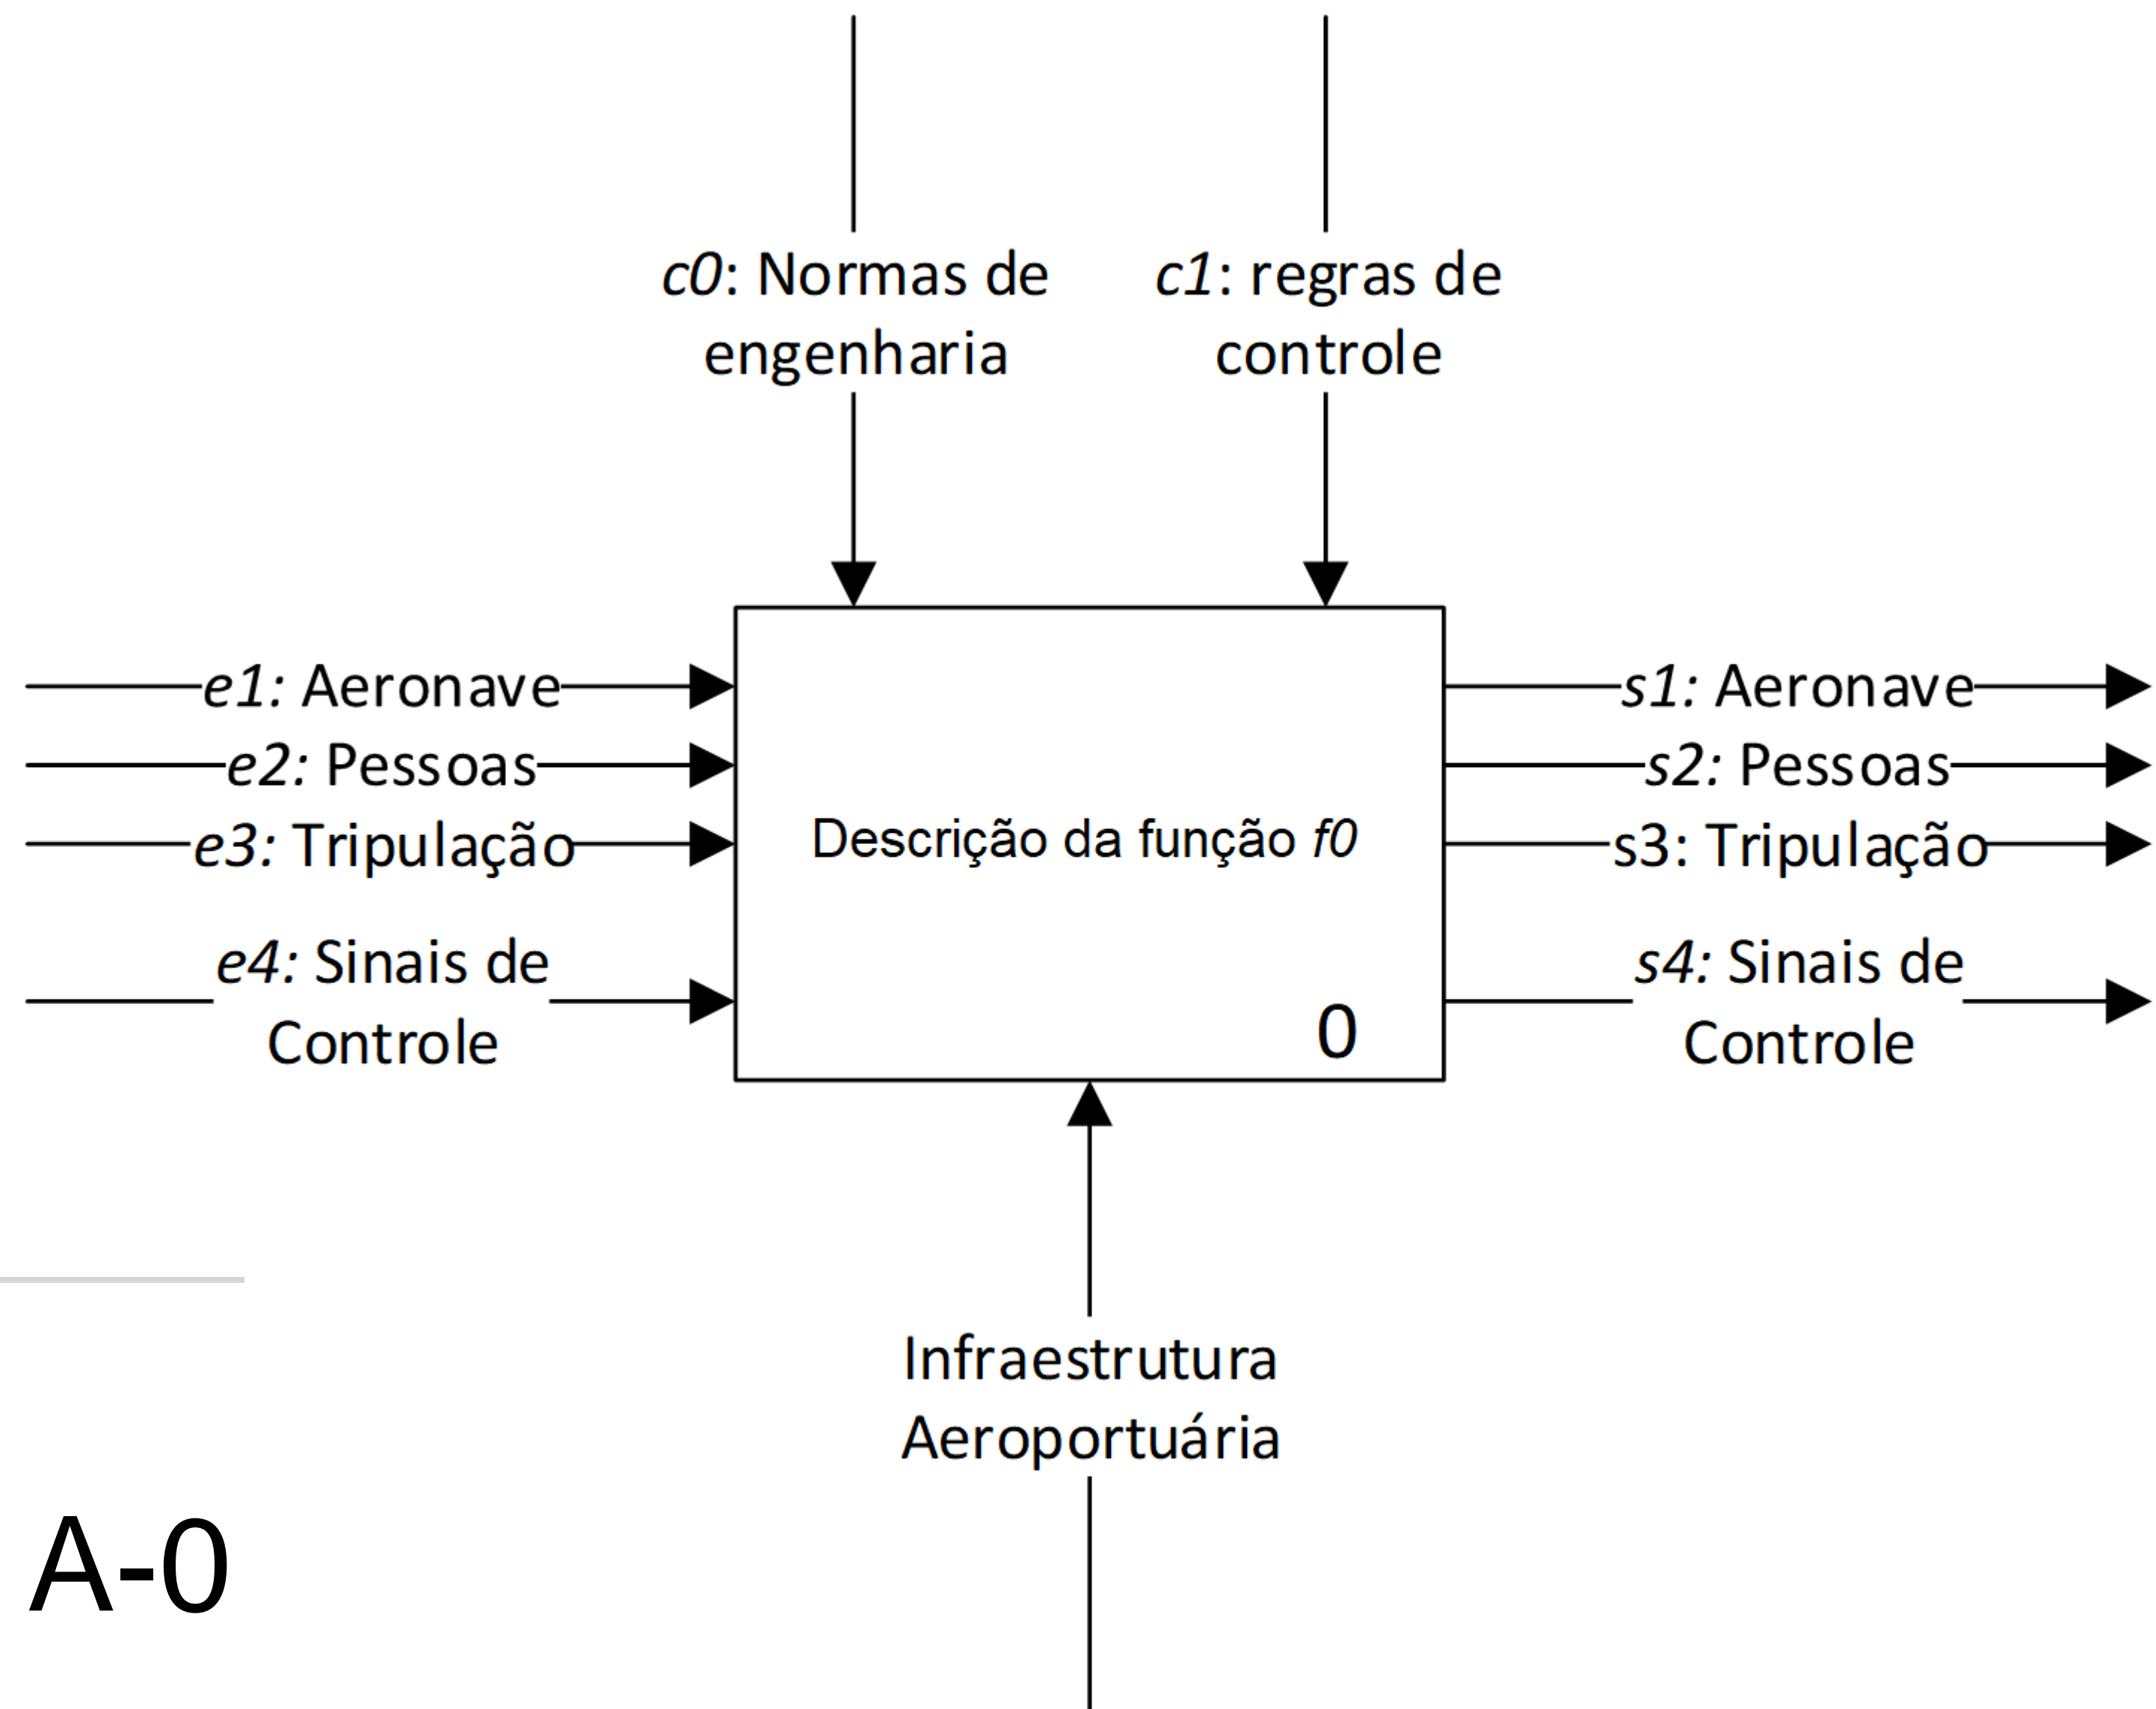 c0: Normas de
engenharia
c1: regras de
controle
e1: Aeronave
e2: Pessoas
e3: Tripulação
e4: Sinais de
Controle
Descrição da função f0
0
s1: Aeronave
s2: Pessoas
s3: Tripulação
s4: Sinais de
Controle
Infraestrutura
Aeroportuária
A-0